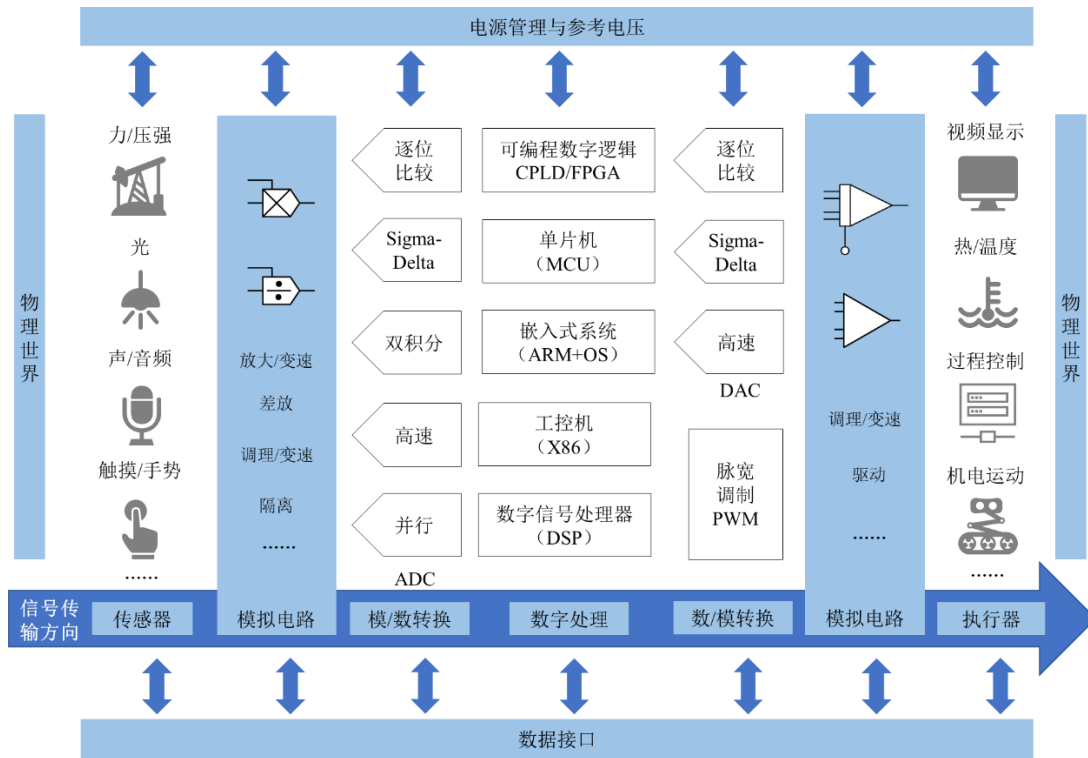 电源管理与参考电压
物理世界
力/压强
光
声/音频
触摸/手势
……
放大/变速
差放
调理/变速
隔离
……
逐位
比较
Sigma-
Delta
双积分
高速
并行
ADC
可编程数字逻辑
CPLD/FPGA
单片机
（MCU）
嵌入式系统
（ARM+OS）
工控机
（X86）
数字信号处理器
（DSP）
逐位
比较
Sigma-
Delta
高速
DAC
脉宽
调制
PWM
调理/变速
驱动
……
视频显示
热/温度
过程控制
机电运动
……
物理世界
信号传
输方向
传感器
模拟电路
模/数转换
数字处理
数/模转换
模拟电路
执行器
数据接口